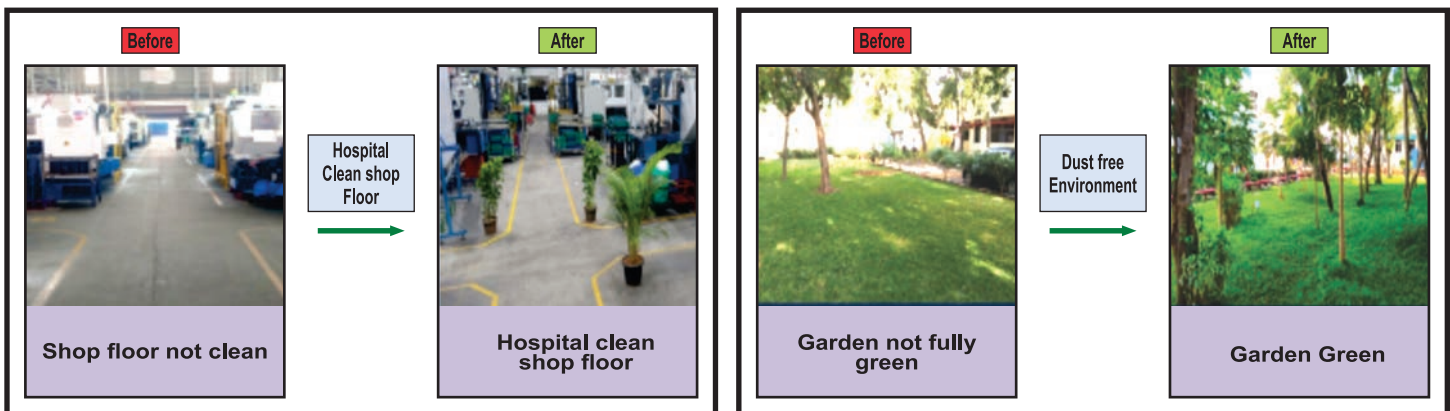 Before
After
Hospital
Clean shop
Floor
Shop floor not clean
Hospital clean
shop floor
Before
After
Dust free
Environment
Garden not fully
green
Garden Green